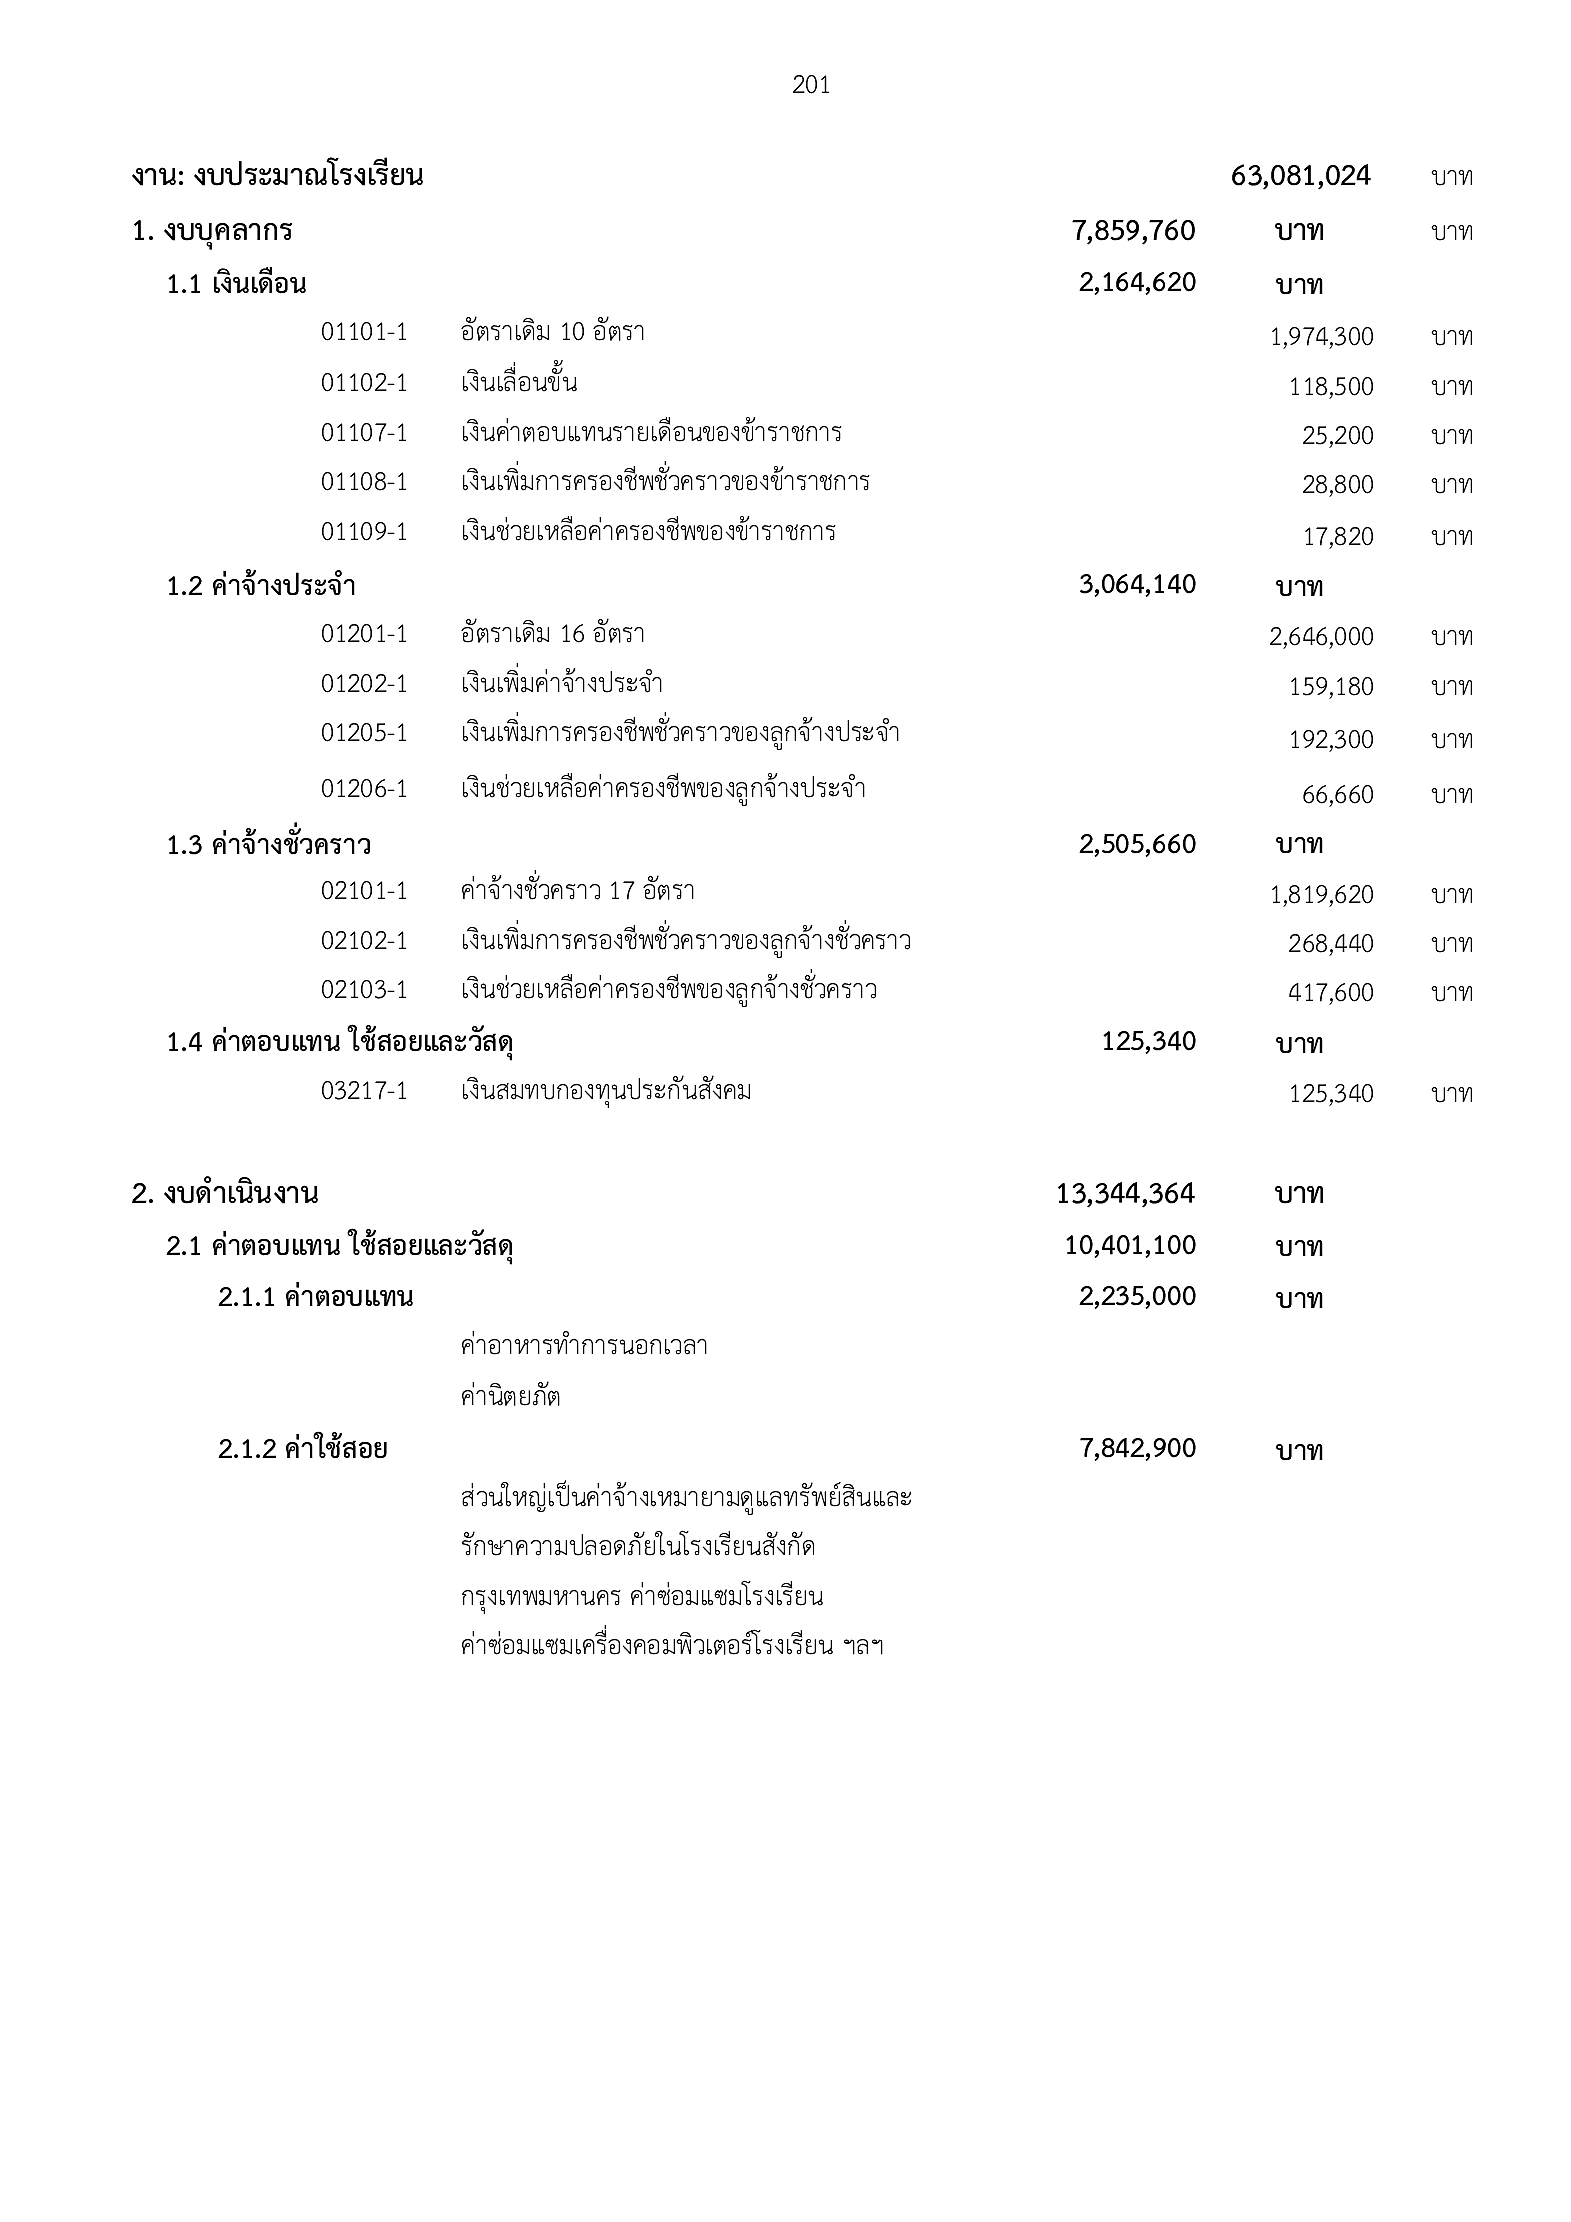 201
งาน: งบประมาณโรงเรียน 63,081,024 บาท
1. งบบุคลากร 7,859,760 บาท บาท
1.1 เงินเดือน 2,164,620 บาท
01101-1 อัตราเดิม 10 อัตรา 1,974,300 บาท
01102-1 เงินเลื่อนขั้น 118,500 บาท
01107-1 เงินค่าตอบแทนรายเดือนของข้าราชการ 25,200 บาท
01108-1 เงินเพิ่มการครองชีพชั่วคราวของข้าราชการ 28,800 บาท
01109-1 เงินช่วยเหลือค่าครองชีพของข้าราชการ 17,820 บาท
1.2 ค่าจ้างประจำ 3,064,140 บาท
01201-1 อัตราเดิม 16 อัตรา 2,646,000 บาท
01202-1 เงินเพิ่มค่าจ้างประจำ 159,180 บาท
01205-1 เงินเพิ่มการครองชีพชั่วคราวของลูกจ้างประจำ 192,300 บาท
01206-1 เงินช่วยเหลือค่าครองชีพของลูกจ้างประจำ 66,660 บาท
1.3 ค่าจ้างชั่วคราว 2,505,660 บาท
02101-1 ค่าจ้างชั่วคราว 17 อัตรา 1,819,620 บาท
02102-1 เงินเพิ่มการครองชีพชั่วคราวของลูกจ้างชั่วคราว 268,440 บาท
02103-1 เงินช่วยเหลือค่าครองชีพของลูกจ้างชั่วคราว 417,600 บาท
1.4 ค่าตอบแทน ใช้สอยและวัสดุ 125,340 บาท
03217-1 เงินสมทบกองทุนประกันสังคม 125,340 บาท
2. งบดำเนินงาน 13,344,364 บาท
2.1 ค่าตอบแทน ใช้สอยและวัสดุ 10,401,100 บาท
2.1.1 ค่าตอบแทน 2,235,000 บาท
ค่าอาหารทำการนอกเวลา
ค่านิตยภัต
2.1.2 ค่าใช้สอย 7,842,900 บาท
ส่วนใหญ่เป็นค่าจ้างเหมายามดูแลทรัพย์สินและ
รักษาความปลอดภัยในโรงเรียนสังกัด
กรุงเทพมหานคร ค่าซ่อมแซมโรงเรียน
ค่าซ่อมแซมเครื่องคอมพิวเตอร์โรงเรียน ฯลฯ